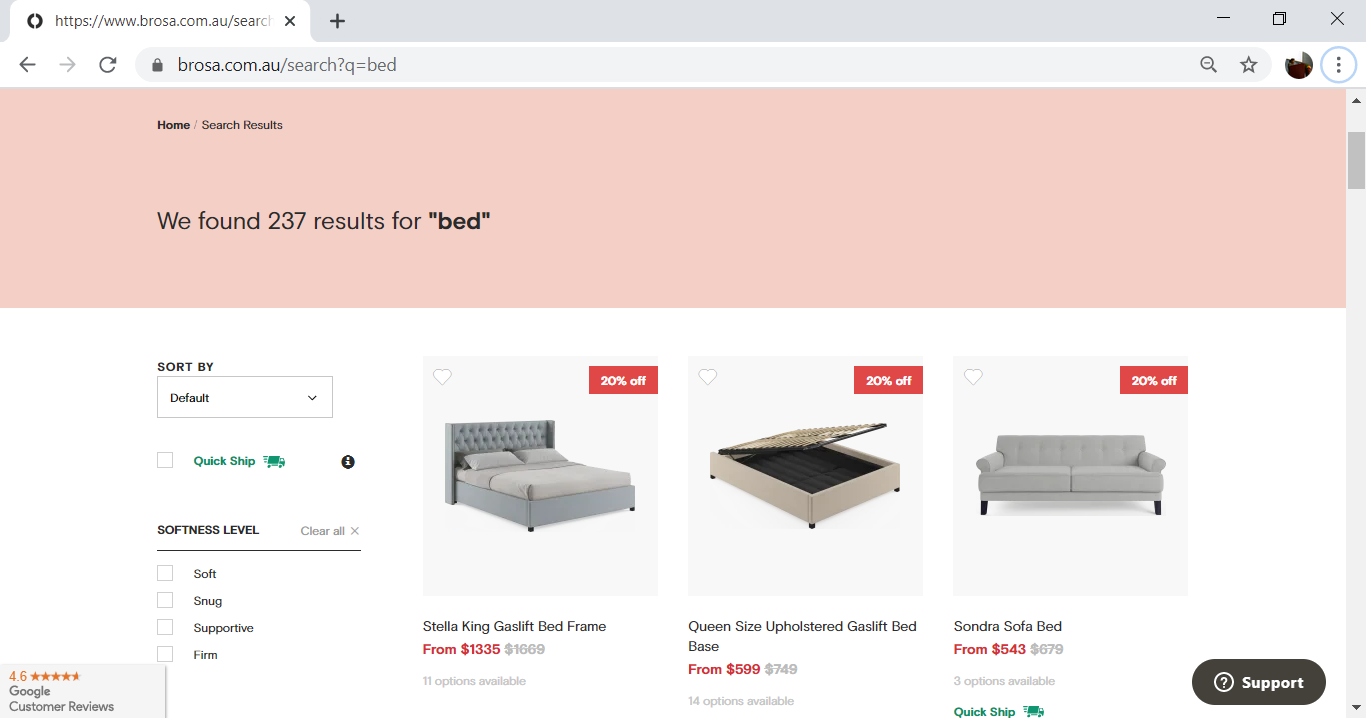 https://www.brosa.com.au/search
brosa.com.au/search?q=bed
Home / Search Results
We found 237 results for "bed"
SORT BY
Default
Quick Ship
SOFTNESS LEVEL Clear all ×
Soft
Snug
Supportive
Firm
20% off
Stella King Gaslift Bed Frame
From $1335 $1669
11 options available
20% off
Queen Size Upholstered Gaslift Bed
Base
From $599 $749
14 options available
20% off
Sondra Sofa Bed
From $543 $679
3 options available
Quick Ship
4.6 ★★★★★
Google
Customer Reviews
Support